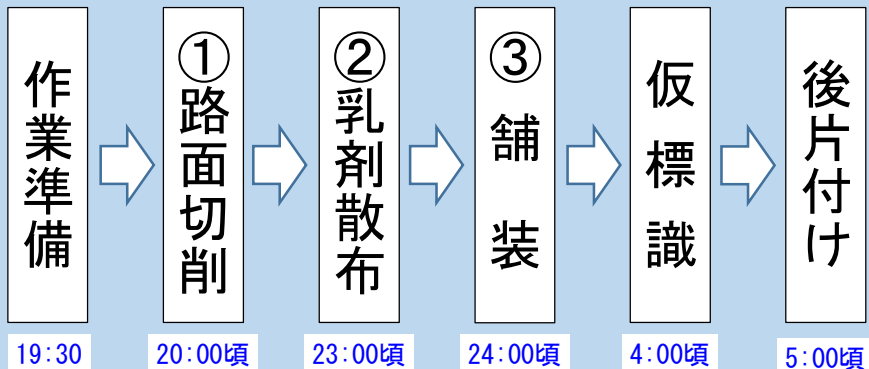 作業準備
①路面切削
②乳剤散布
③舗装
仮標識
後片付け
19:30
20:00頃
23:00頃
24:00頃
4:00頃
5:00頃